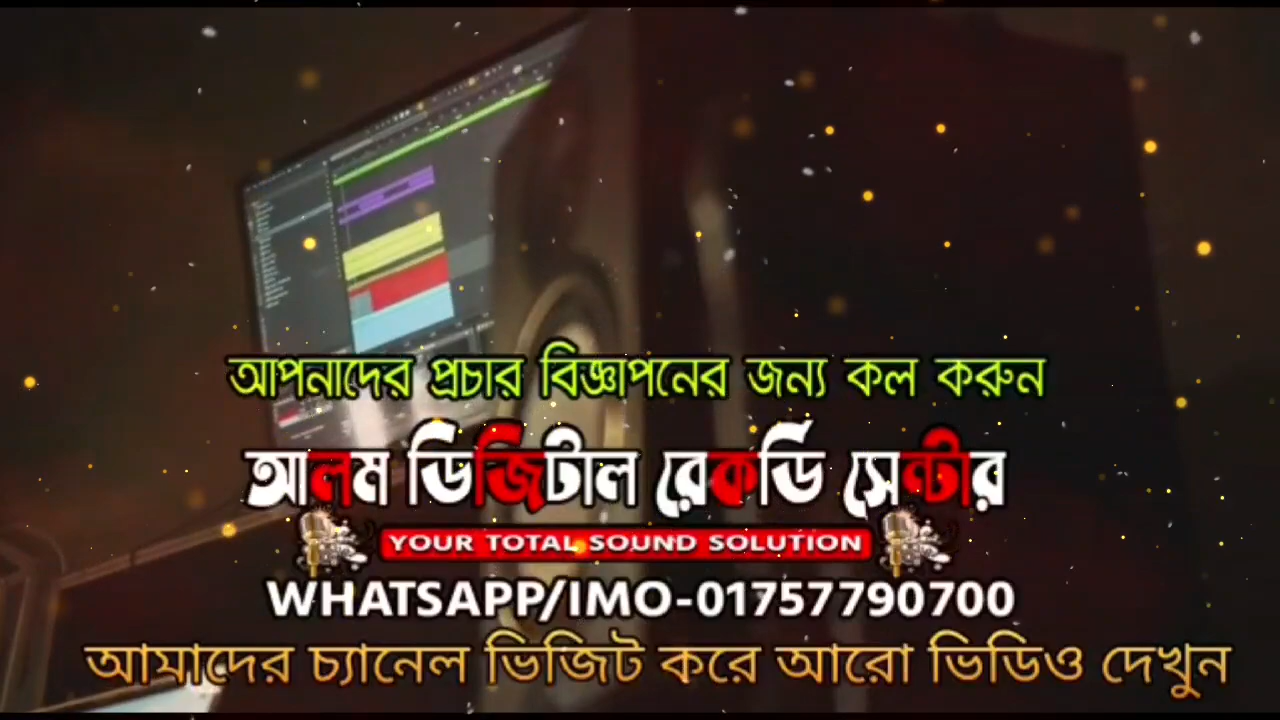 আপনাদের প্রচার বিজ্ঞাপনের জন্য কল করুন
আলম ডিজিটাল রেকর্ডি সেন্টার
YOUR TOTAL SOUND SOLUTION
WHATSAPP/IMO-01757790700
আমাদের চ্যানেল ভিজিট করে আরো ভিডিও দেখুন